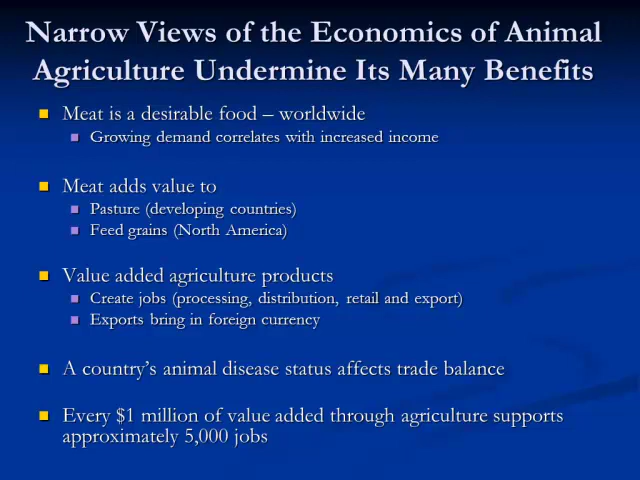 Narrow Views of the Economics of Animal
Agriculture Undermine Its Many Benefits
Meat is a desirable food – worldwide
Growing demand correlates with increased income
Meat adds value to
Pasture (developing countries)
Feed grains (North America)
Value added agriculture products
Create jobs (processing, distribution, retail and export)
Exports bring in foreign currency
A country's animal disease status affects trade balance
Every $1 million of value added through agriculture supports
approximately 5,000 jobs